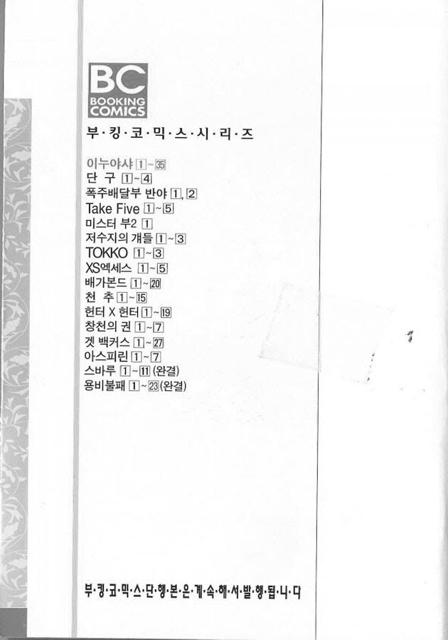 BC
BOOKING
COMICS
부·킹·코·믹·스·시·리·즈
이누야샤 1~35
단 구 1~4
폭주배달부 반야 1, 2
Take Five 1~5
미스터 부2 1
저수지의 걔들 1~3
TOKKO 1~3
XS엑세스 1~5
배가본드 1~20
천 추 1~15
헌터 X 헌터 1~19
창천의 권 1~7
겟 백커스 1~27
아스피린 1~7
스바루 1~11 (완결)
용비불패 1~23(완결)
부·킹·코·믹·스·단·행·본·은·계·속·해·서·발·행·됩·니·다